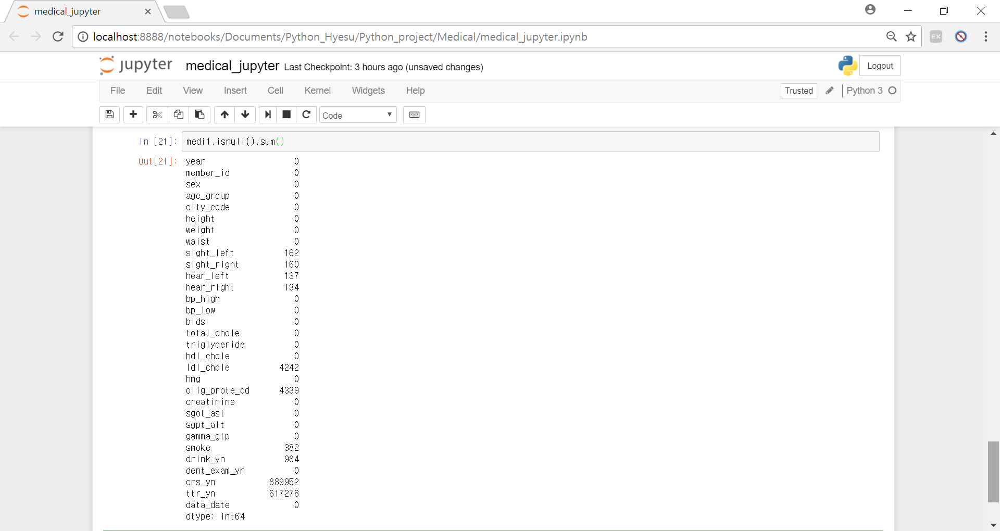 medical_jupyter
localhost:8888/notebooks/Documents/Python_Hyesu/Python_project/Medical/medical_jupyter.ipynb
EX
jupyter medical_jupyter Last Checkpoint: 3 hours ago (unsaved changes)
Logout
File Edit View Insert Cell Kernel Widgets Help
Trusted Python 3
Code
In [21]: medi1.isnull().sum()
Out[21]: year 0
member_id 0
sex 0
age_group 0
city_code 0
height 0
weight 0
waist 0
sight_left 162
sight_right 160
hear_left 137
hear_right 134
bp_high 0
bp_low 0
blds 0
total_chole 0
triglyceride 0
hdl_chole 0
ldl_chole 4242
hmg 0
olig_prote_cd 4339
creatinine 0
sgot_ast 0
sgpt_alt 0
gamma_gtp 0
smoke 382
drink_yn 984
dent_exam_yn 0
crs_yn 889952
ttr_yn 617278
data_date 0
dtype: int64